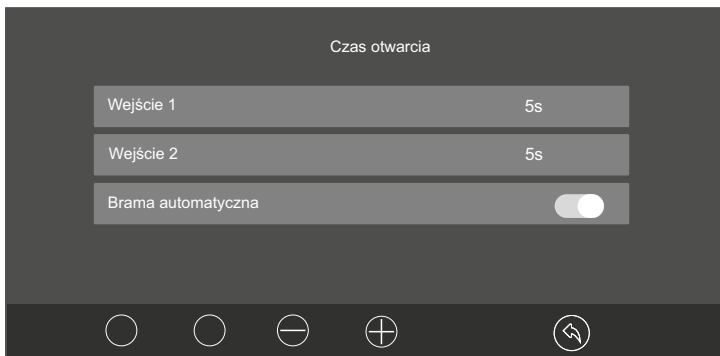 Czas otwarcia
Wejście 1 5s
Wejście 2 5s
Brama automatyczna